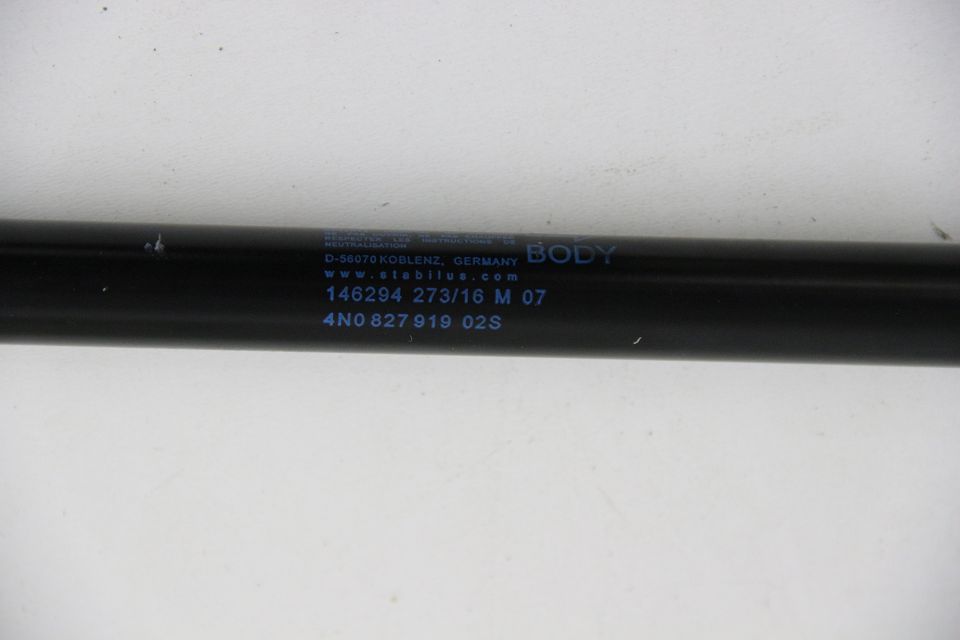 RESPECTER LES INSTRUCTIONS DE
NEUTRALISATION
D-56070 KOBLENZ, GERMANY
BODY
www.stabilus.com
146294 273/16 M 07
4N0 827 919 02S